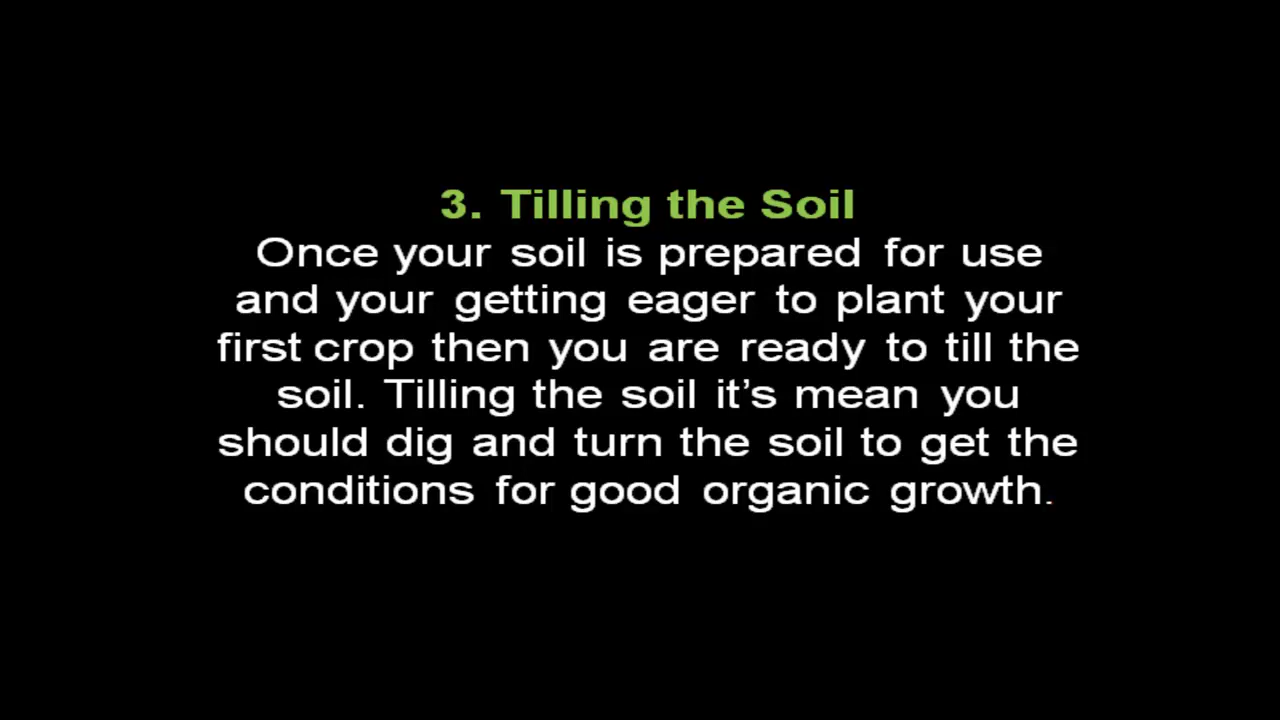 3. Tilling the Soil
Once your soil is prepared for use
and your getting eager to plant your
first crop then you are ready to till the
soil. Tilling the soil it’s mean you
should dig and turn the soil to get the
conditions for good organic growth.